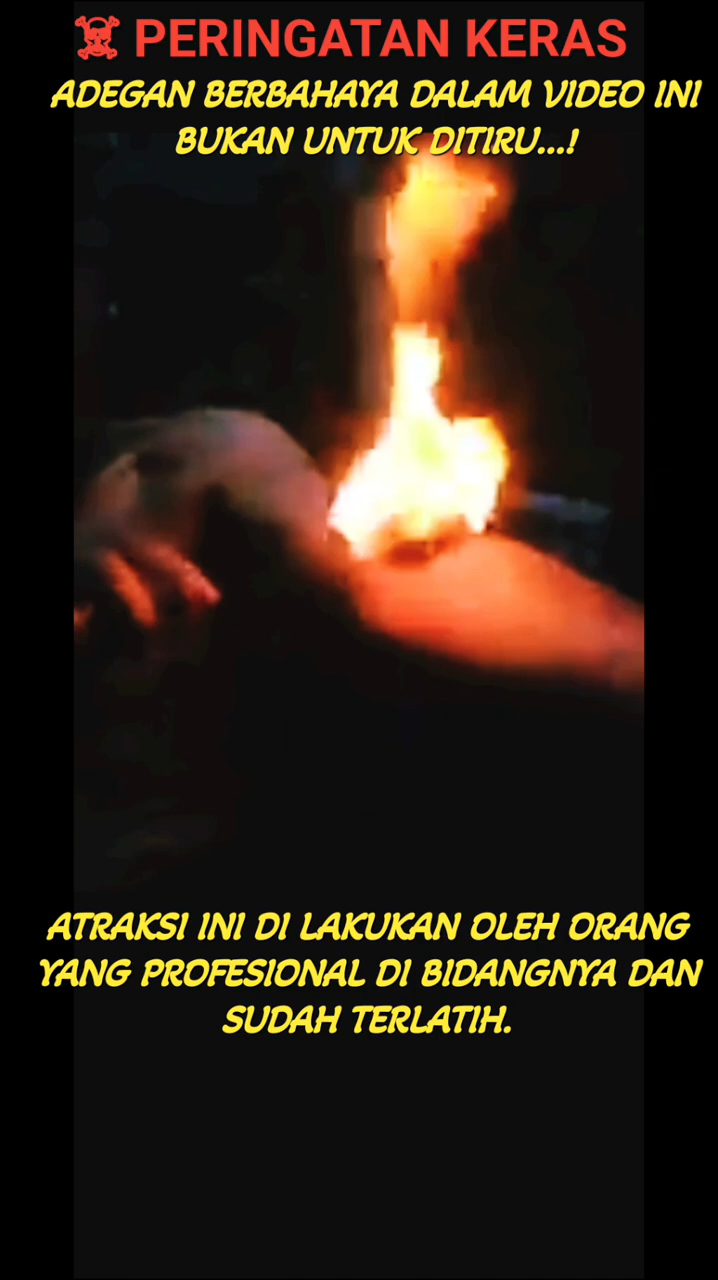 ☠ PERINGATAN KERAS
ADEGAN BERBAHAYA DALAM VIDEO INI
BUKAN UNTUK DITIRU...!
ATRAKSI INI DI LAKUKAN OLEH ORANG
YANG PROFESIONAL DI BIDANGNYA DAN
SUDAH TERLATIH.